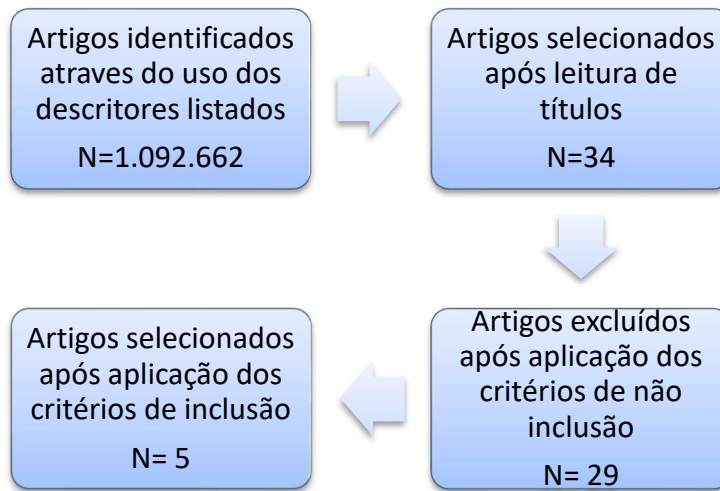 Artigos identificados
atraves do uso dos
descritores listados
N=1.092.662
Artigos selecionados
após leitura de
títulos
N=34
Artigos excluídos
após aplicação dos
critérios de não
inclusão
N= 29
Artigos selecionados
após aplicação dos
critérios de inclusão
N= 5